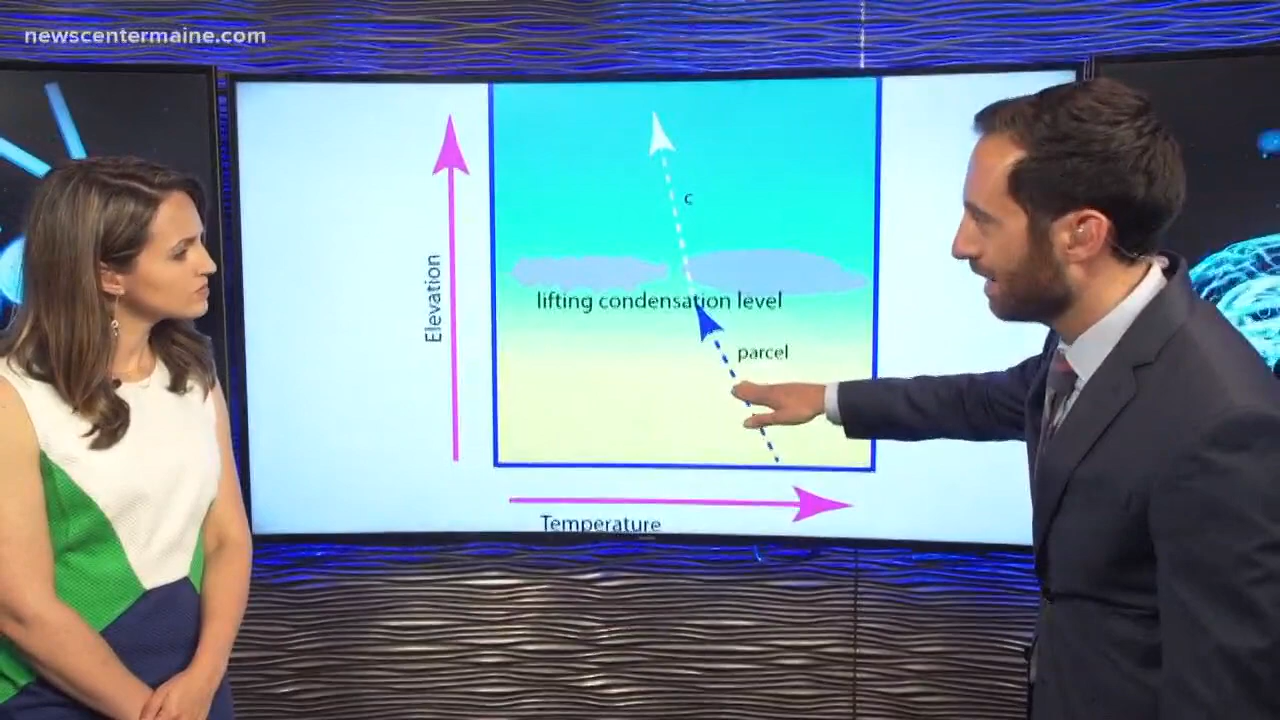 newscentermaine.com
c
Elevation
lifting condensation level
parcel
Temperature